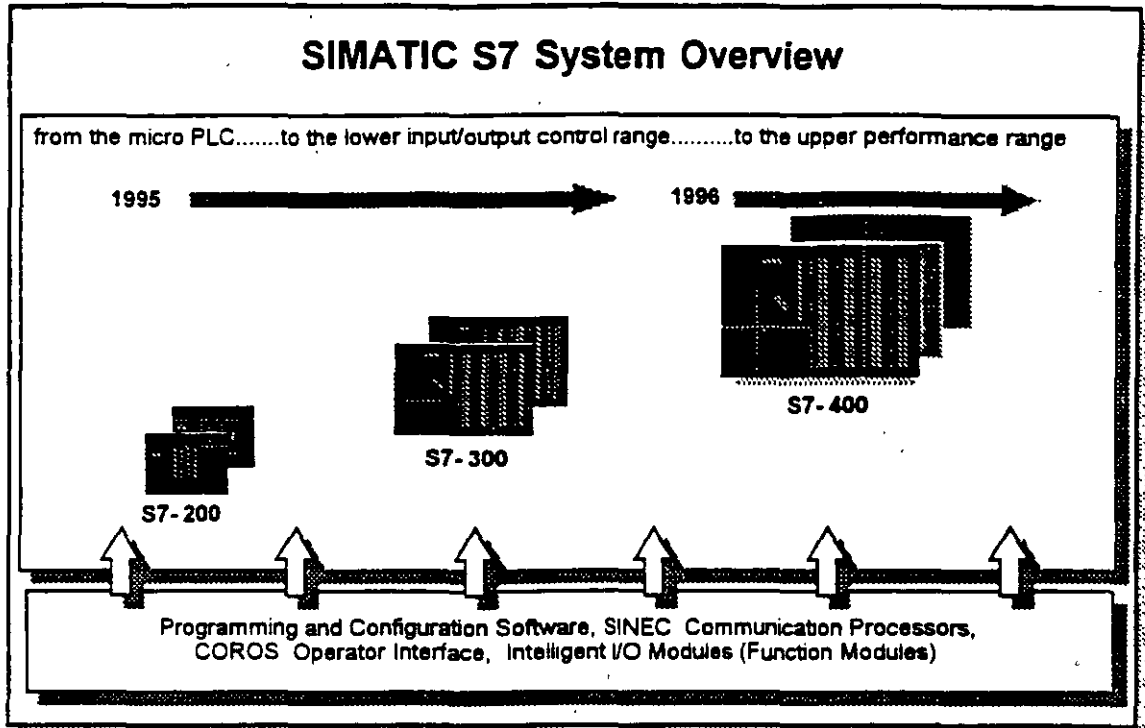 SIMATIC S7 System Overview
from the micro PLC.......to the lower input/output control range..........to the upper performance range
1995
1996
S7-400
S7-300
S7-200
Programming and Configuration Software, SINEC Communication Processors,
COROS Operator Interface, Intelligent I/O Modules (Function Modules)